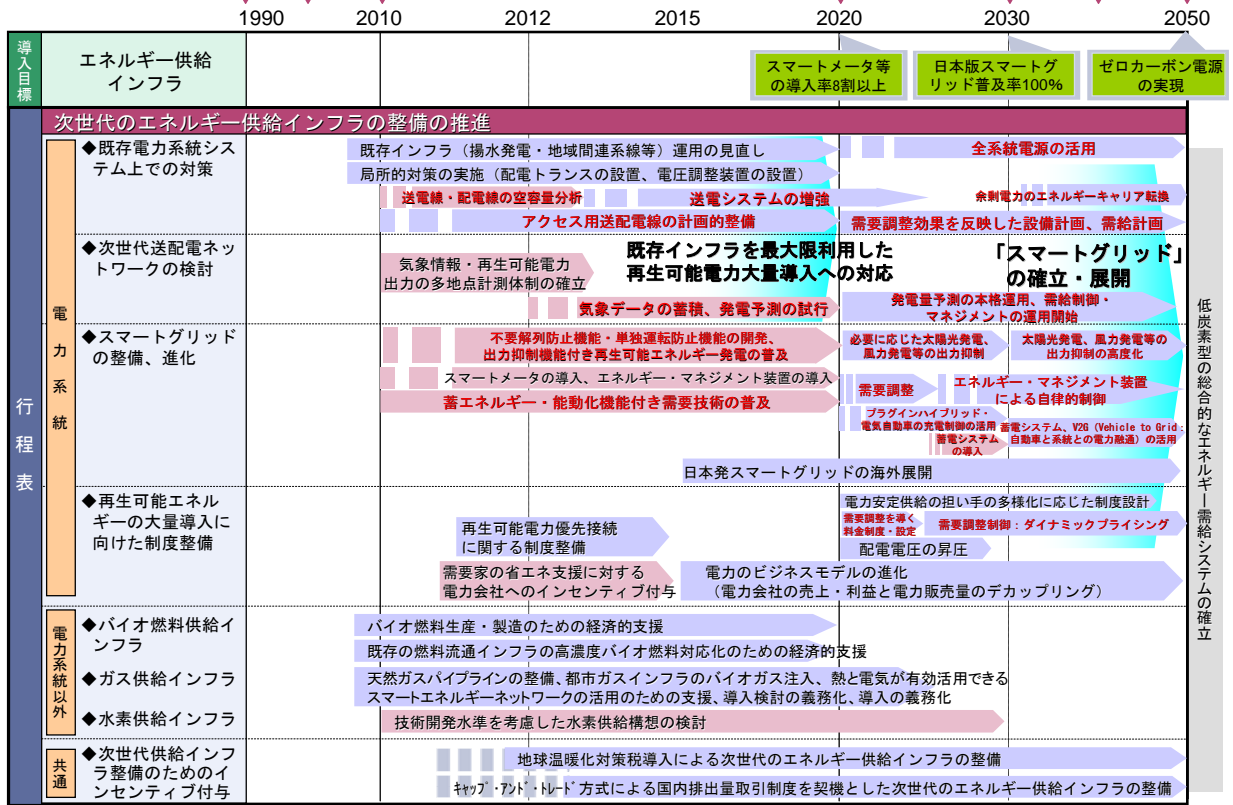 1990
2010
2012
2015
2020
2030
2050
導入目標
エネルギー供給
インフラ
スマートメータ等
の導入率8割以上
日本版スマートグ
リッド普及率100%
ゼロカーボン電源
の実現
行程表
次世代のエネルギー供給インフラの整備の推進
電力系統
◆既存電力系統シス
テム上での対策
既存インフラ（揚水発電・地域間連系線等）運用の見直し
全系統電源の活用
局所的対策の実施（配電トランスの設置、電圧調整装置の設置）
送電線・配電線の空容量分析
送電システムの増強
余剰電力のエネルギーキャリア転換
アクセス用送配電線の計画的整備
需要調整効果を反映した設備計画、需給計画
◆次世代送配電ネッ
トワークの検討
気象情報・再生可能電力
出力の多地点計測体制の確立
既存インフラを最大限利用した
再生可能電力大量導入への対応
「スマートグリッド」
の確立・展開
気象データの蓄積、発電予測の試行
発電量予測の本格運用、需給制御・
マネジメントの運用開始
◆スマートグリッド
の整備、進化
不要解列防止機能・単独運転防止機能の開発、
出力抑制機能付き再生可能エネルギー発電の普及
必要に応じた太陽光発電、
風力発電等の出力抑制
太陽光発電、風力発電等の
出力抑制の高度化
スマートメータの導入、エネルギー・マネジメント装置の導入
需要調整
エネルギー・マネジメント装置
による自律的制御
蓄エネルギー・能動化機能付き需要技術の普及
プラグインハイブリッド・
電気自動車の充電制御の活用
蓄電システム
の導入
蓄電システム、V2G（Vehicle to Grid：
自動車と系統との電力融通）の活用
日本発スマートグリッドの海外展開
◆再生可能エネル
ギーの大量導入に
向けた制度整備
電力安定供給の担い手の多様化に応じた制度設計
再生可能電力優先接続
に関する制度整備
需要調整を導く
料金制度・設定
需要調整制御：ダイナミックプライシング
配電電圧の昇圧
需要家の省エネ支援に対する
電力会社へのインセンティブ付与
電力のビジネスモデルの進化
（電力会社の売上・利益と電力販売量のデカップリング）
電力系統以外
◆バイオ燃料供給イ
ンフラ
バイオ燃料生産・製造のための経済的支援
既存の燃料流通インフラの高濃度バイオ燃料対応化のための経済的支援
◆ガス供給インフラ
天然ガスパイプラインの整備、都市ガスインフラのバイオガス注入、熱と電気が有効活用できる
スマートエネルギーネットワークの活用のための支援、導入検討の義務化、導入の義務化
◆水素供給インフラ
技術開発水準を考慮した水素供給構想の検討
共通
◆次世代供給インフ
ラ整備のためのイ
ンセンティブ付与
地球温暖化対策税導入による次世代のエネルギー供給インフラの整備
ｷｬｯﾌﾟ・ｱﾝﾄﾞ・ﾄﾚｰﾄﾞ方式による国内排出量取引制度を契機とした次世代のエネルギー供給インフラの整備
低炭素型の総合的なエネルギー需給システムの確立